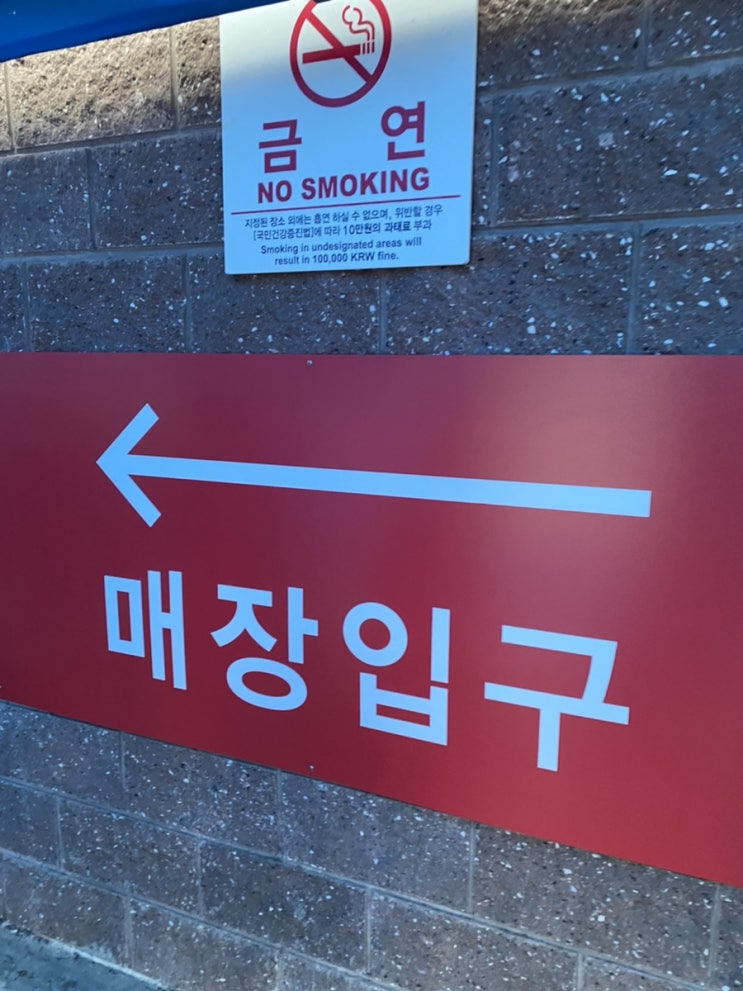 금 연
NO SMOKING
지정된 장소 외에는 흡연 하실 수 없으며, 위반할 경우
[국민건강증진법]에 따라 10만원의 과태료 부과
Smoking in undesignated areas will
result in 100,000 KRW fine.
매장입구